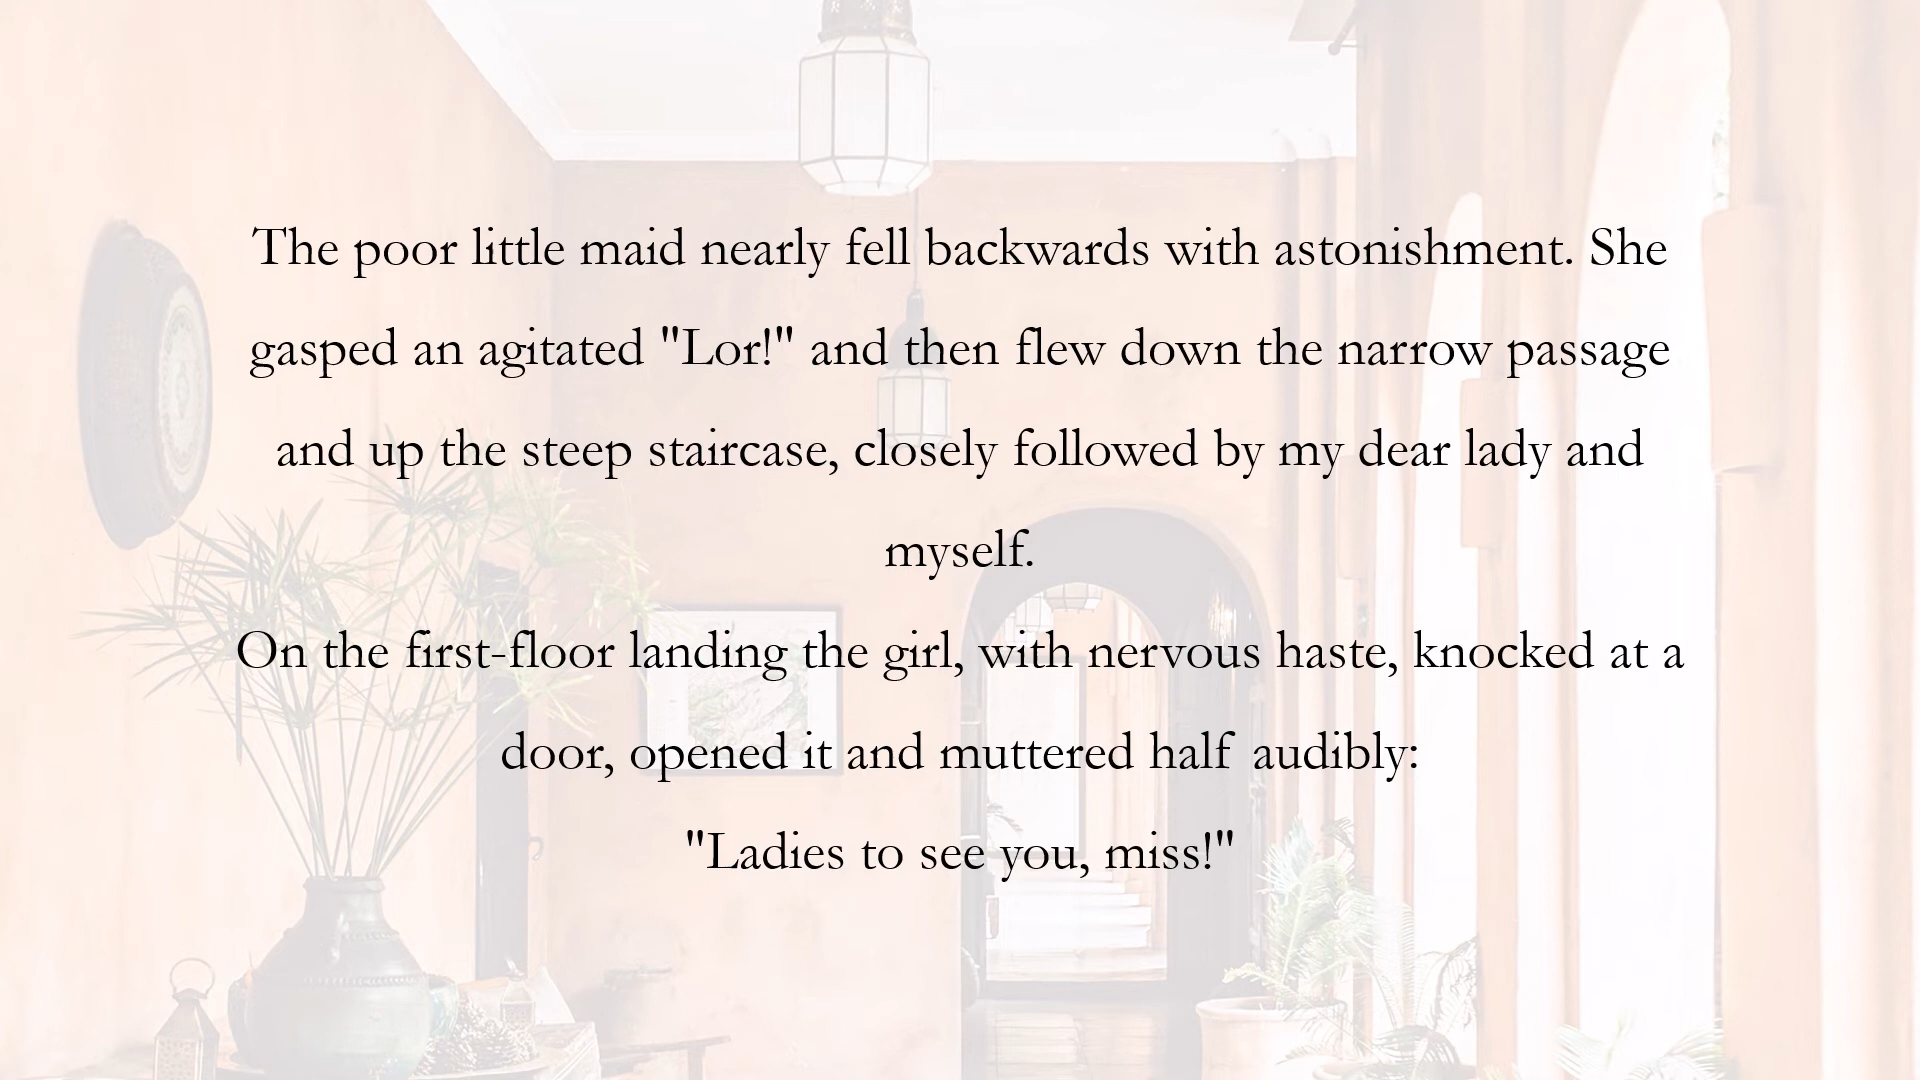 The poor little maid nearly fell backwards with astonishment. She
gasped an agitated "Lor!" and then flew down the narrow passage
and up the steep staircase, closely followed by my dear lady and
myself.
On the first-floor landing the girl, with nervous haste, knocked at a
door, opened it and muttered half audibly:
"Ladies to see you, miss!"